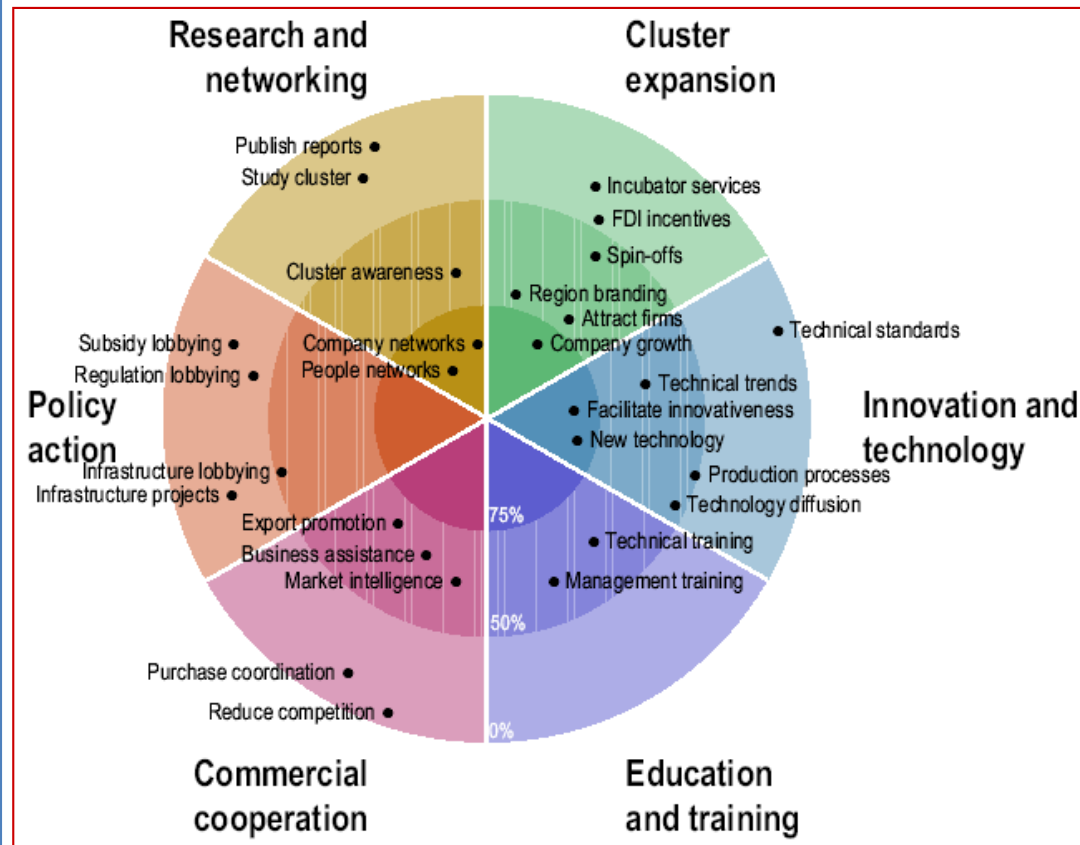 Research and
networking
Cluster
expansion
Publish reports
Study cluster
Incubator services
FDI incentives
Spin-offs
Cluster awareness
Region branding
Attract firms
Company growth
Company networks
People networks
Subsidy lobbying
Regulation lobbying
Policy
action
Infrastructure lobbying
Infrastructure projects
Technical standards
Technical trends
Facilitate innovativeness
New technology
Production processes
Technology diffusion
Innovation and
technology
Export promotion
Business assistance
Market intelligence
Purchase coordination
Reduce competition
75%
Technical training
Management training
50%
0%
Commercial
cooperation
Education
and training